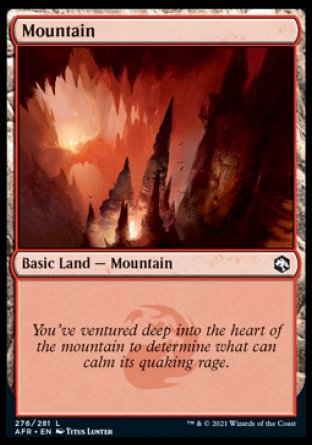 Mountain
Basic Land — Mountain
You've ventured deep into the heart of
the mountain to determine what can
calm its quaking rage.
276/281 L
AFR • EN Titus Lunter
™ & © 2021 Wizards of the Coast